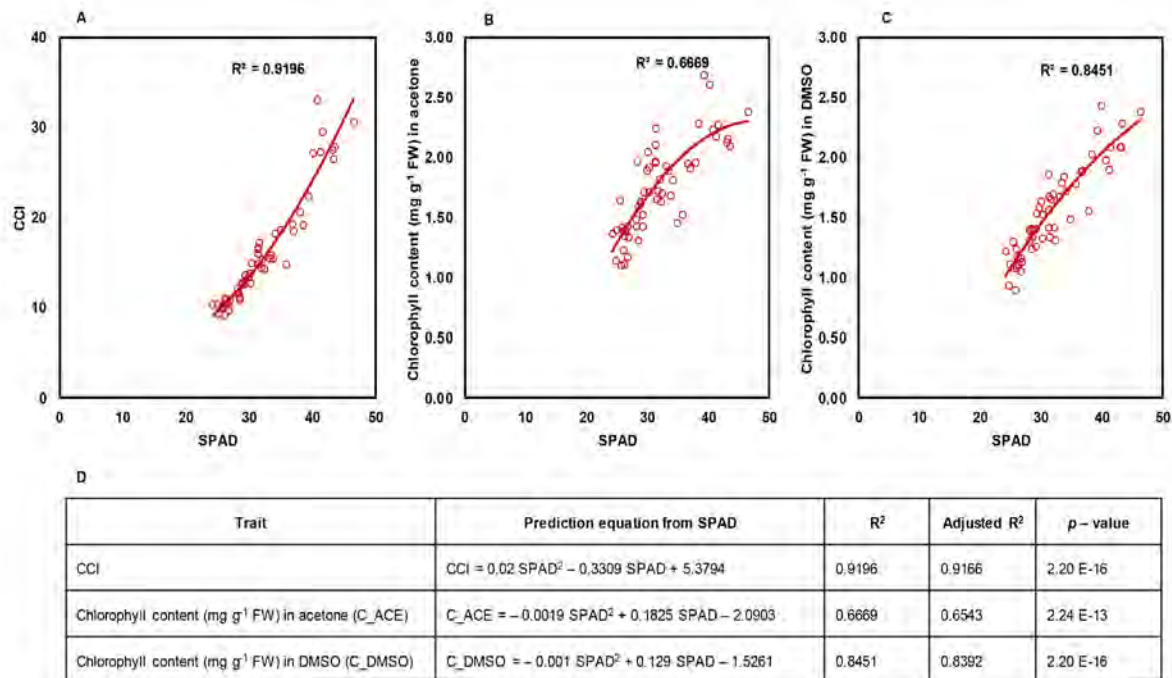 A
CCI
40
30
20
10
0
R² = 0.9196
0 10 20 30 40 50
SPAD
B
Chlorophyll content (mg g⁻¹ FW) in acetone
3.00
2.50
2.00
1.50
1.00
0.50
0.00
R² = 0.6669
0 10 20 30 40 50
SPAD
C
Chlorophyll content (mg g⁻¹ FW) in DMSO
3.00
2.50
2.00
1.50
1.00
0.50
0.00
R² = 0.8451
0 10 20 30 40 50
SPAD
D
Trait Prediction equation from SPAD R² Adjusted R² p – value
CCI CCI = 0,02 SPAD² – 0,3309 SPAD + 5,3794 0.9196 0.9166 2.20 E-16
Chlorophyll content (mg g⁻¹ FW) in acetone (C_ACE) C_ACE = – 0.0019 SPAD² + 0.1825 SPAD – 2.0903 0.6669 0.6543 2.24 E-13
Chlorophyll content (mg g⁻¹ FW) in DMSO (C_DMSO) C_DMSO = – 0.001 SPAD² + 0.129 SPAD – 1.5261 0.8451 0.8392 2.20 E-16